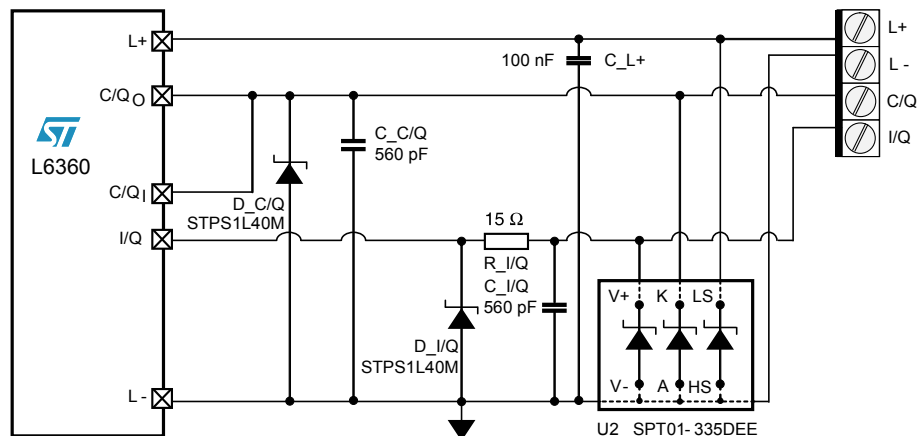 L+
100 nF
C_L+
L+
L -
C/Q
I/Q
C/QO
ST
L6360
C_C/Q
560 pF
C/QI
D_C/Q
STPS1L40M
I/Q
15 Ω
R_I/Q
C_I/Q
560 pF
D_I/Q
STPS1L40M
V+ K LS
V- A HS
L -
U2 SPT01-335DEE